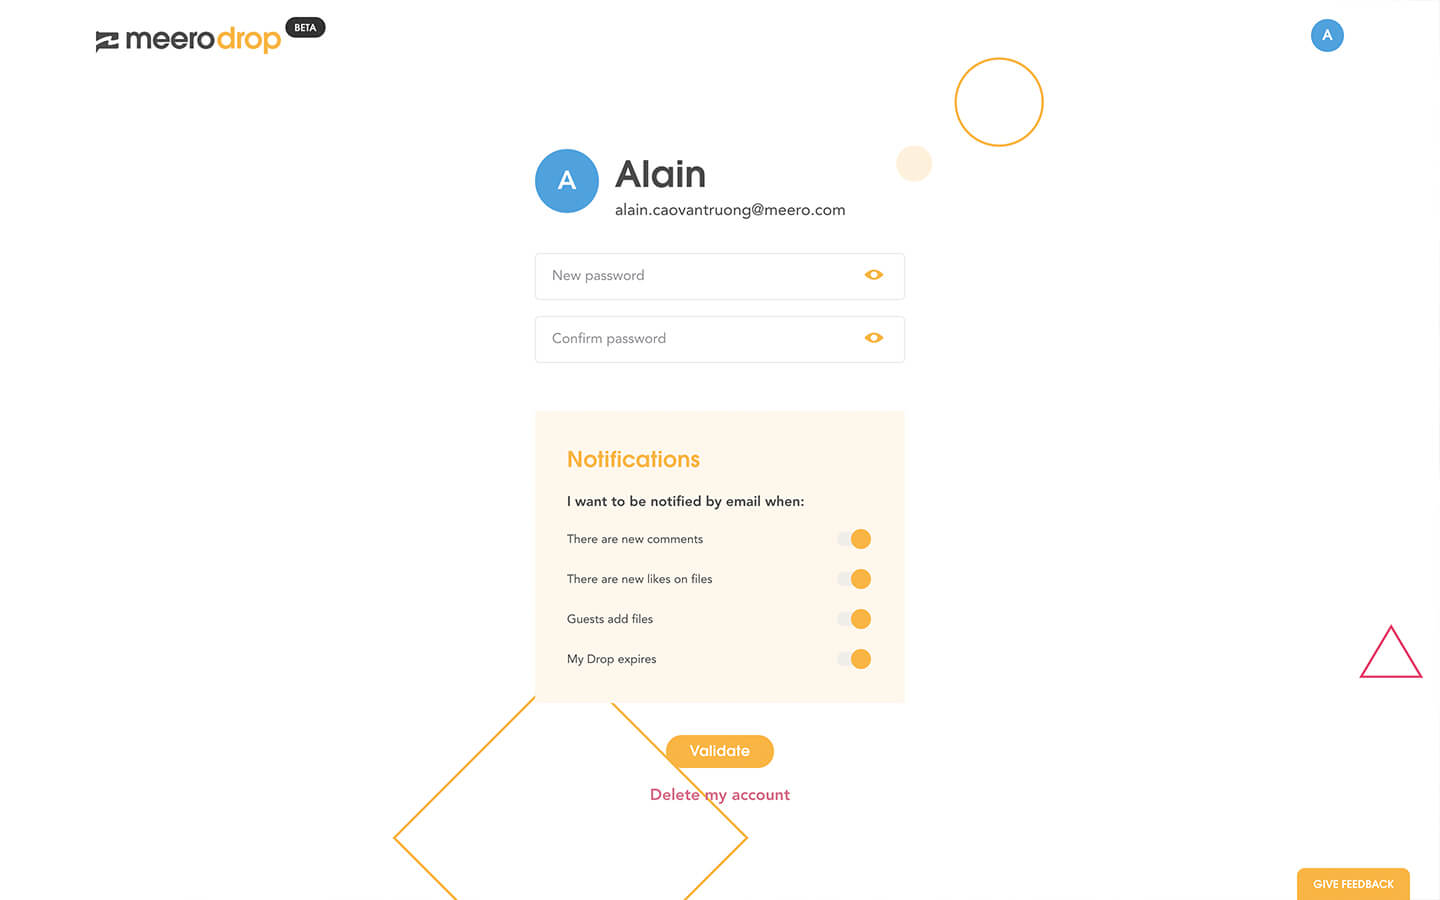 meero drop BETA
A
A
Alain
alain.caovantruong@meero.com
New password
Confirm password
Notifications
I want to be notified by email when:
There are new comments
There are new likes on files
Guests add files
My Drop expires
Validate
Delete my account
GIVE FEEDBACK